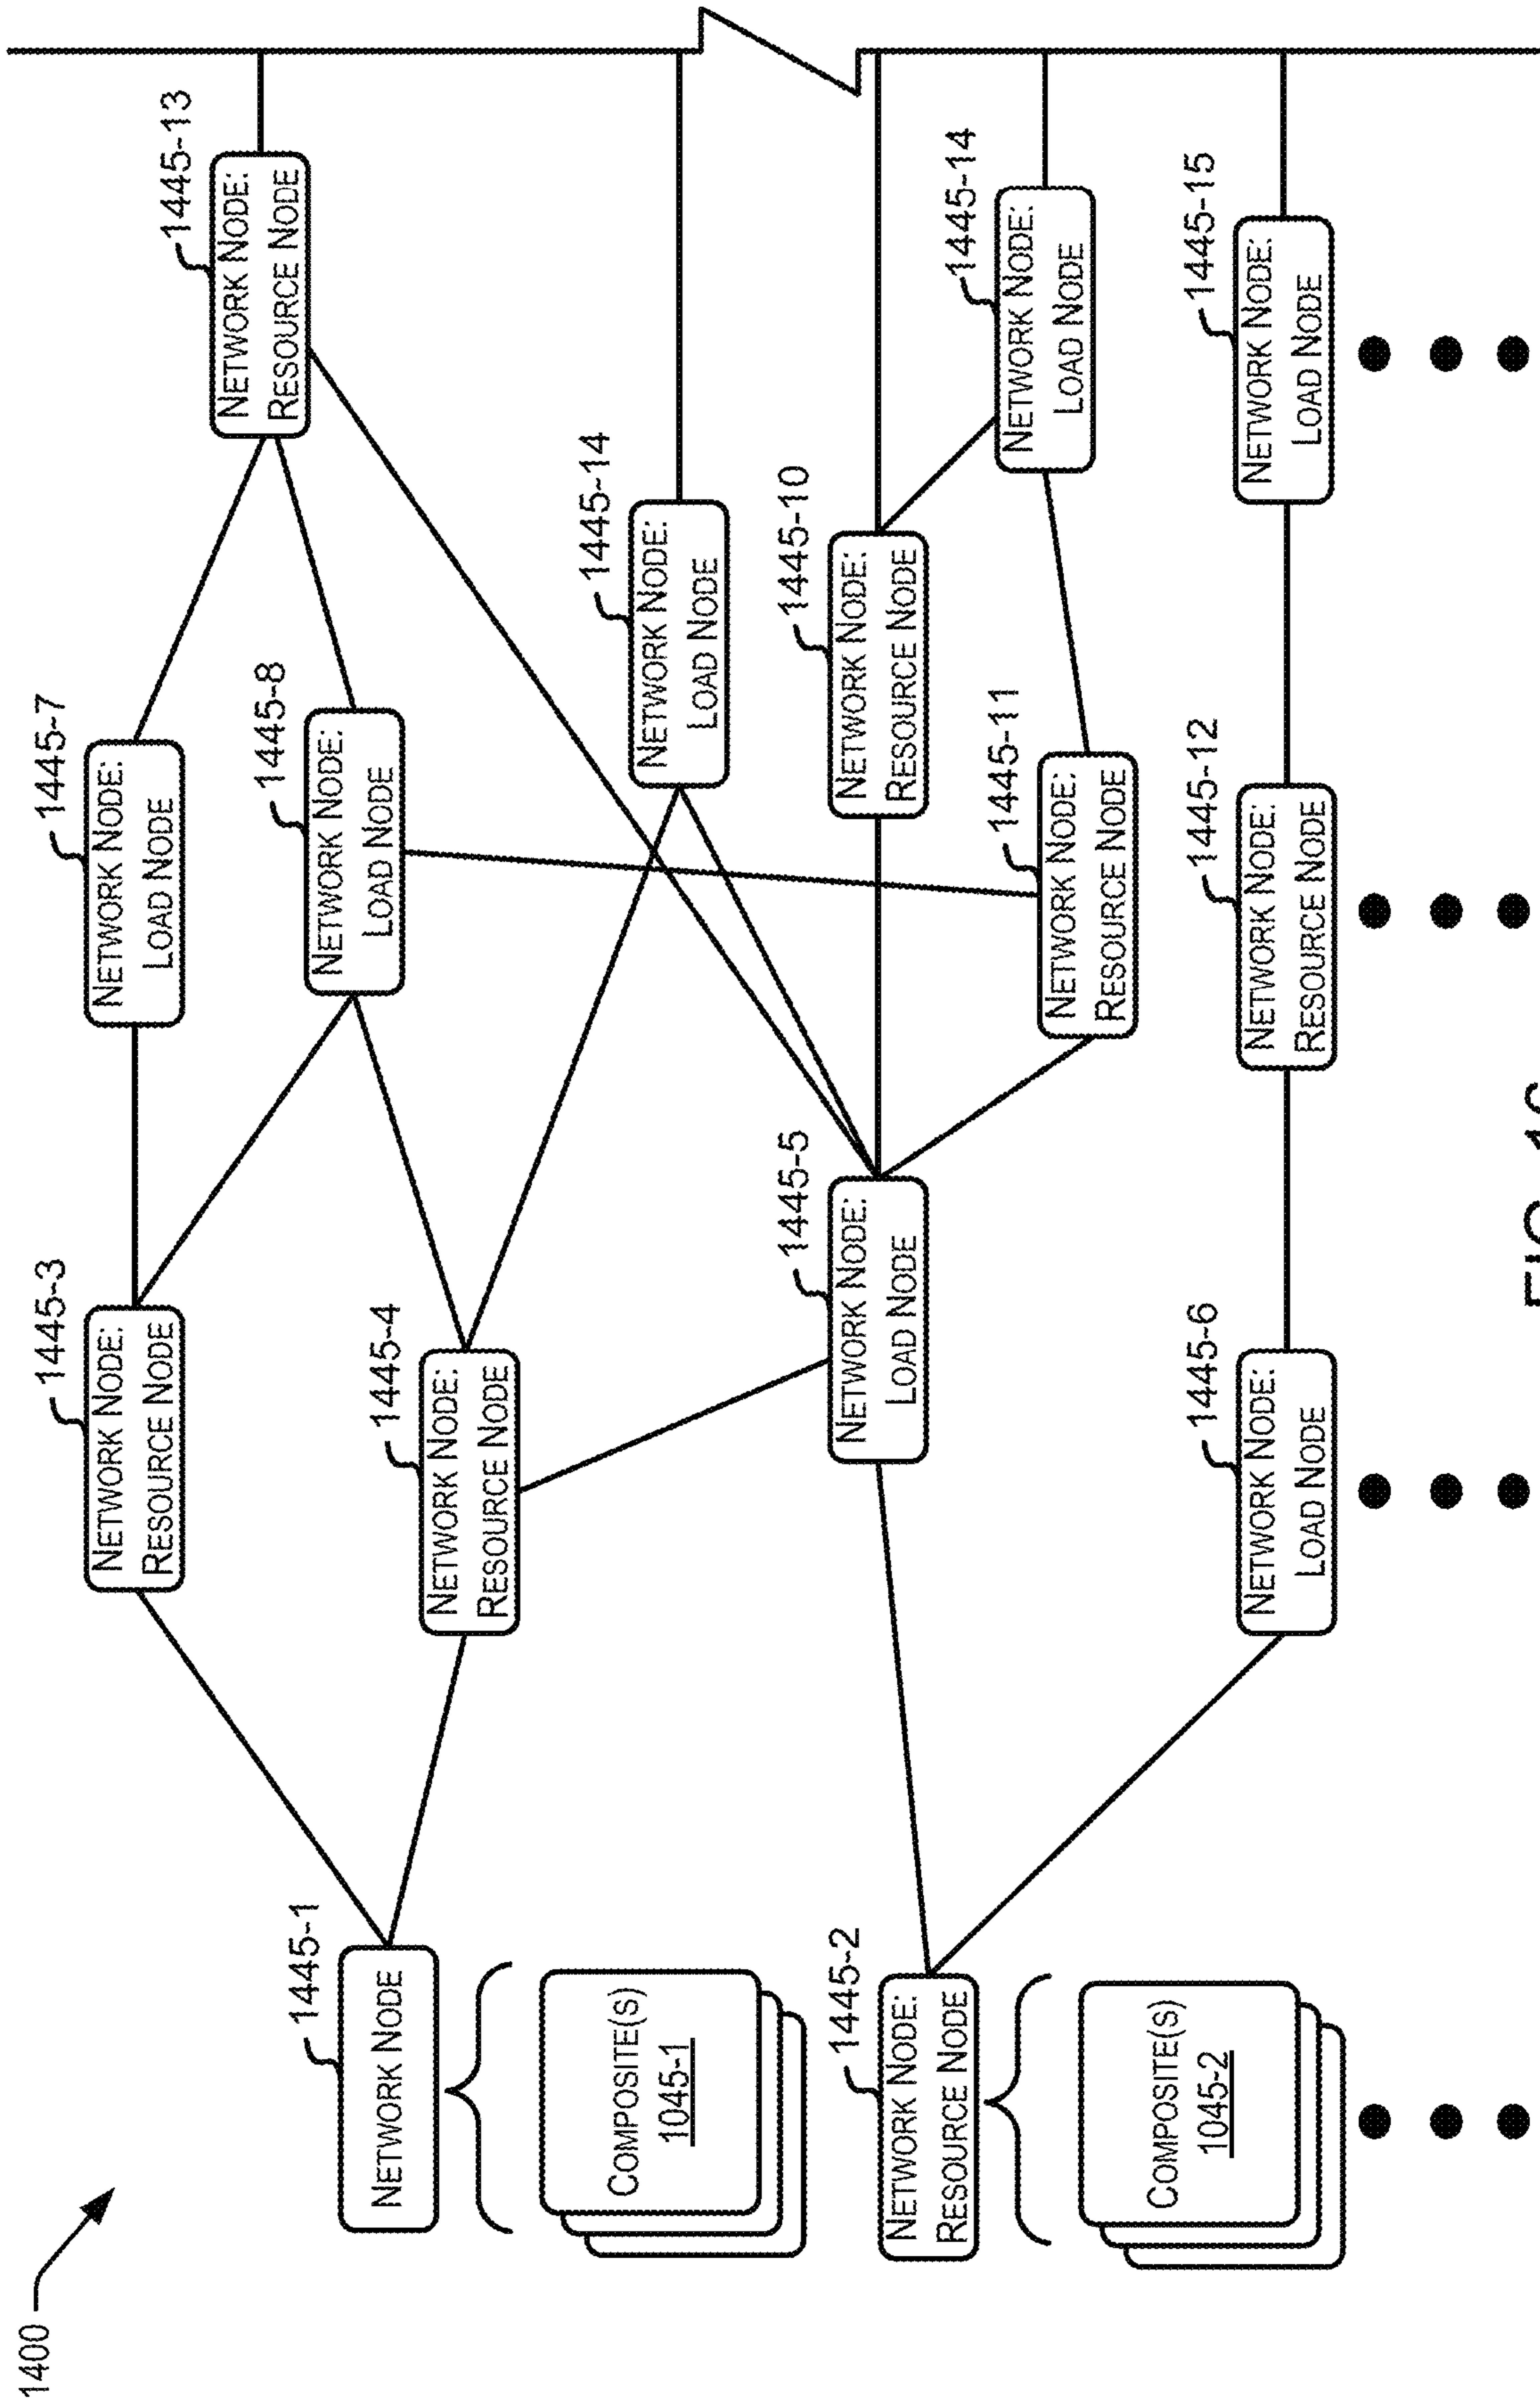 1400
1445-3
NETWORK NODE:
RESOURCE NODE
1445-7
NETWORK NODE:
LOAD NODE
1445-13
NETWORK NODE:
RESOURCE NODE
1445-1
NETWORK NODE
1445-8
NETWORK NODE:
LOAD NODE
1445-4
NETWORK NODE:
RESOURCE NODE
COMPOSITE(S)
1045-1
1445-14
NETWORK NODE:
LOAD NODE
1445-5
NETWORK NODE:
LOAD NODE
1445-10
NETWORK NODE:
RESOURCE NODE
1445-2
NETWORK NODE:
RESOURCE NODE
1445-14
NETWORK NODE:
LOAD NODE
1445-11
NETWORK NODE:
RESOURCE NODE
COMPOSITE(S)
1045-2
1445-6
NETWORK NODE:
LOAD NODE
1445-12
NETWORK NODE:
RESOURCE NODE
1445-15
NETWORK NODE:
LOAD NODE